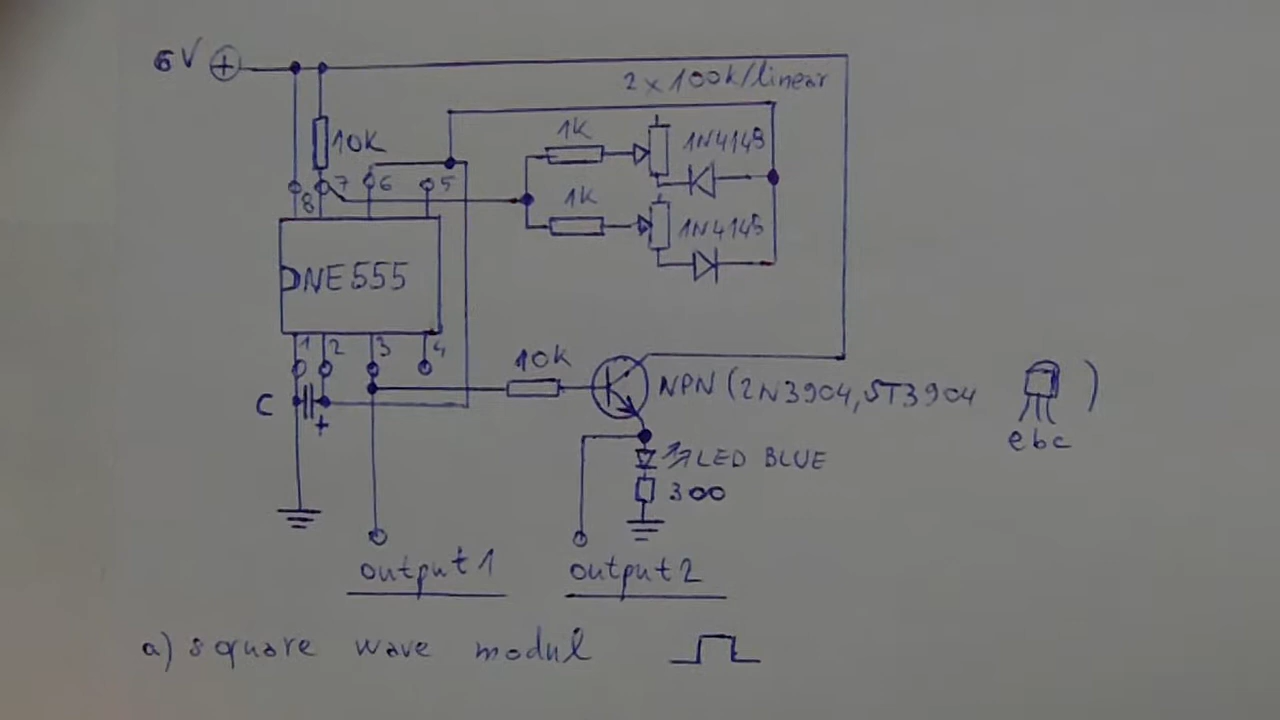 6V +
2 x 100k/linear
10K
1K
1N4148
8 7 6 5
1K
1N4148
NE555
1 2 3 4
10k
NPN (2N3904, ST3904 )
C
+
e b c
LED BLUE
300
output 1
output 2
a) square wave modul